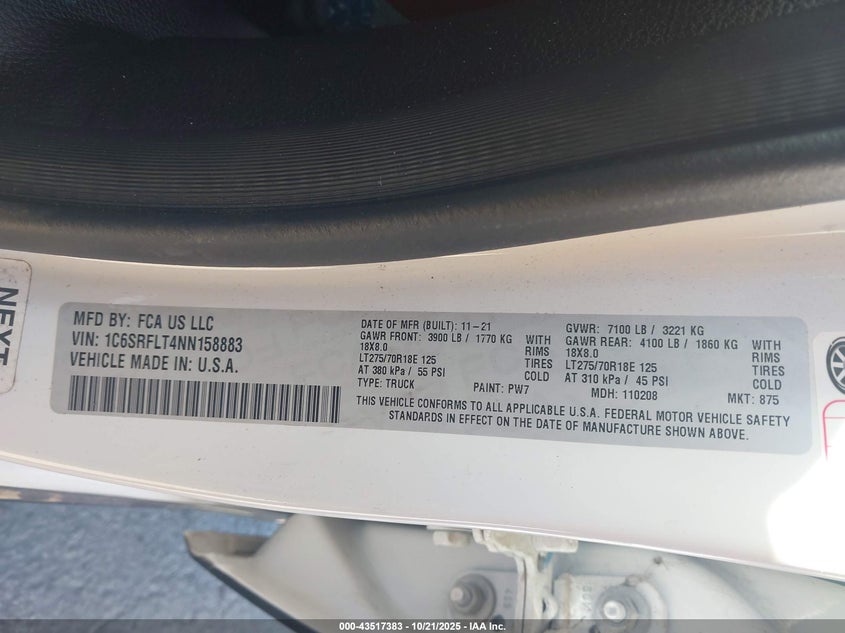 NEXT
MFD BY: FCA US LLC
VIN: 1C6SRFLT4NN158883
VEHICLE MADE IN: U.S.A.
DATE OF MFR (BUILT): 11-21 GVWR: 7100 LB / 3221 KG
GAWR FRONT: 3900 LB / 1770 KG WITH GAWR REAR: 4100 LB / 1860 KG WITH
18X8.0 RIMS 18X8.0 RIMS
LT275/70R18E 125 TIRES LT275/70R18E 125 TIRES
AT 380 kPa / 55 PSI COLD AT 310 kPa / 45 PSI COLD
TYPE: TRUCK PAINT: PW7 MDH: 110208 MKT: 875
THIS VEHICLE CONFORMS TO ALL APPLICABLE U.S.A. FEDERAL MOTOR VEHICLE SAFETY
STANDARDS IN EFFECT ON THE DATE OF MANUFACTURE SHOWN ABOVE.
000-43517383 - 10/21/2025 - IAA Inc.